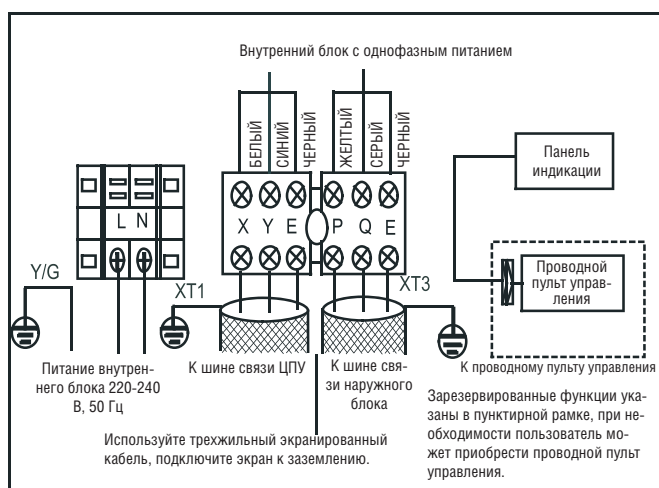 Внутренний блок с однофазным питанием
БЕЛЫЙ
СИНИЙ
ЧЕРНЫЙ
ЖЕЛТЫЙ
СЕРЫЙ
ЧЕРНЫЙ
Панель
индикации
L N
X Y E P Q E
Y/G
XT1
XT3
Проводной
пульт управ-
ления
Питание внутрен-
него блока 220-240
В, 50 Гц
К шине связи ЦПУ
К шине свя-
зи наружного
блока
К проводному пульту управления
Используйте трехжильный экранированный
кабель, подключите экран к заземлению.
Зарезервированные функции ука-
заны в пунктирной рамке, при не-
обходимости пользователь мо-
жет приобрести проводной пульт
управления.